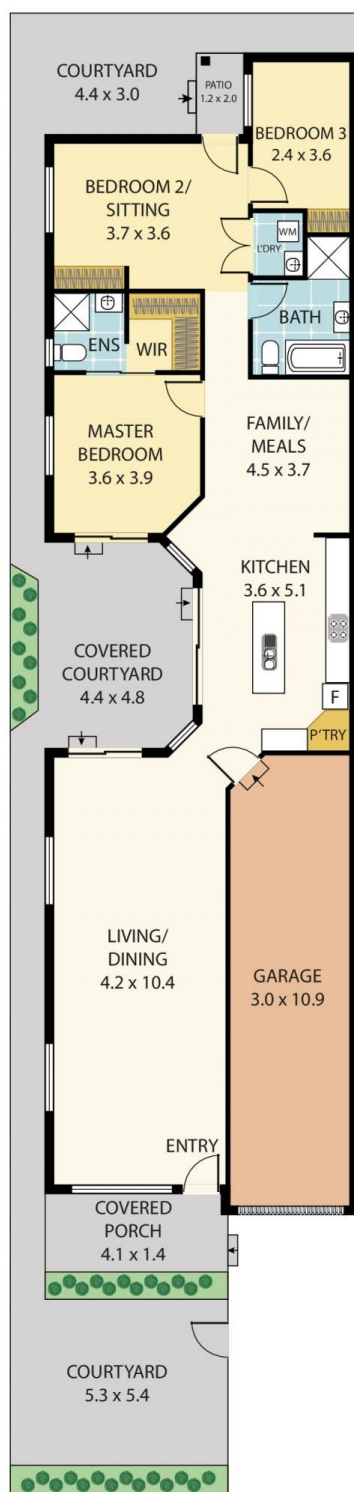 COURTYARD
4.4 x 3.0
PATIO
1.2 x 2.0
BEDROOM 3
2.4 x 3.6
BEDROOM 2/
SITTING
3.7 x 3.6
WM
L'DRY
BATH
ENS
WIR
MASTER
BEDROOM
3.6 x 3.9
FAMILY/
MEALS
4.5 x 3.7
KITCHEN
3.6 x 5.1
COVERED
COURTYARD
4.4 x 4.8
F
P'TRY
LIVING/
DINING
4.2 x 10.4
GARAGE
3.0 x 10.9
ENTRY
COVERED
PORCH
4.1 x 1.4
COURTYARD
5.3 x 5.4